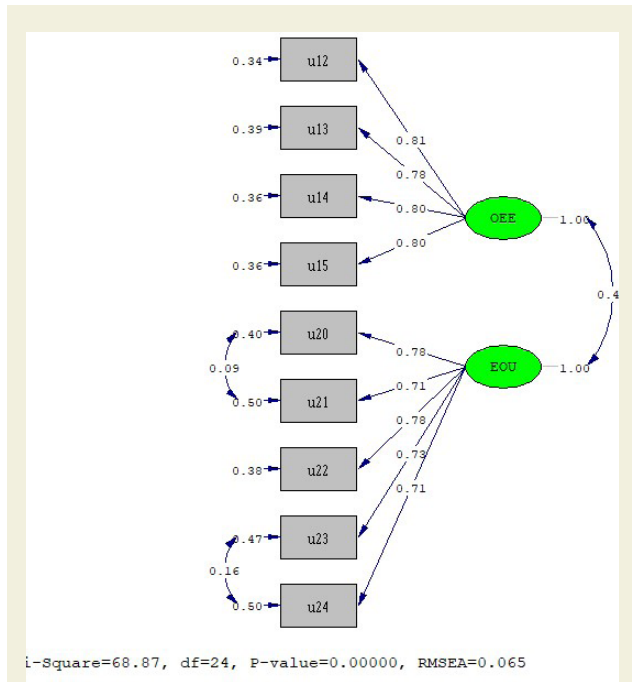 0.34 u12
0.81
0.39 u13
0.78
0.36 u14
0.80
OEE 1.00
0.36 u15
0.80
0.4
0.40 u20
0.78
0.09
EOU 1.00
0.50 u21
0.71
0.78
0.38 u22
0.73
0.71
0.47 u23
0.16
0.50 u24
i-Square=68.87, df=24, P-value=0.00000, RMSEA=0.065